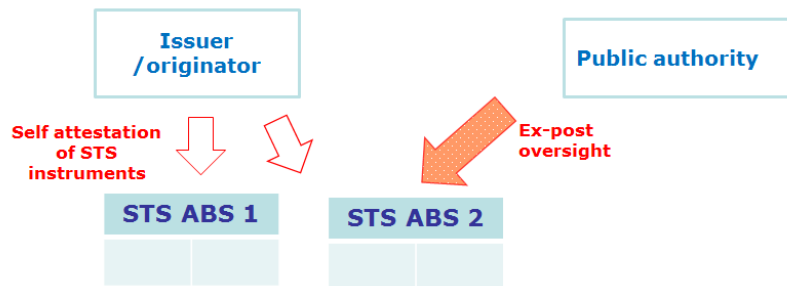 Issuer
/originator
Public authority
Self attestation
of STS
instruments
Ex-post
oversight
STS ABS 1
STS ABS 2